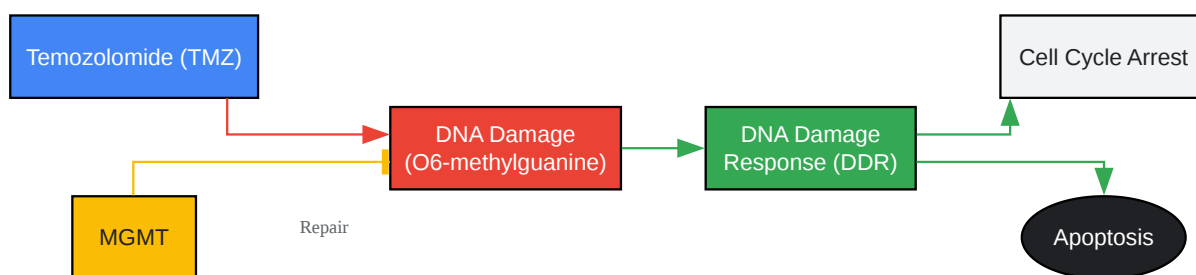 Temozolomide (TMZ)
Cell Cycle Arrest
DNA Damage
(O6-methylguanine)
DNA Damage
Response (DDR)
MGMT
Repair
Apoptosis